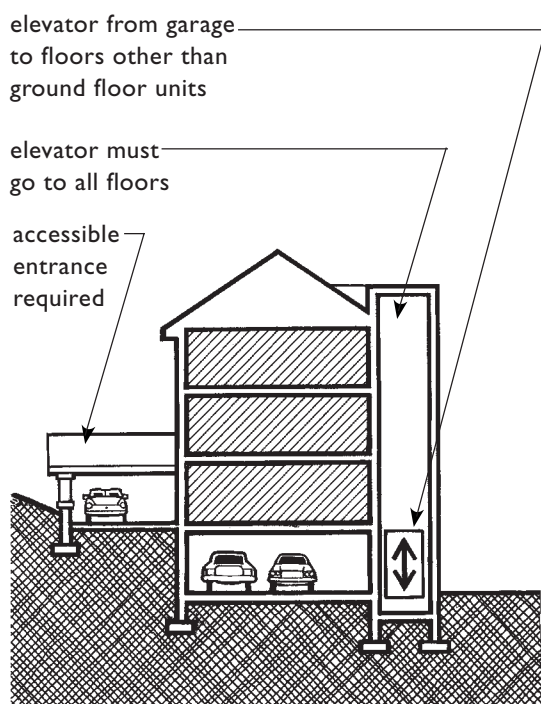 elevator from garage
to floors other than
ground floor units
elevator must
go to all floors
accessible
entrance
required